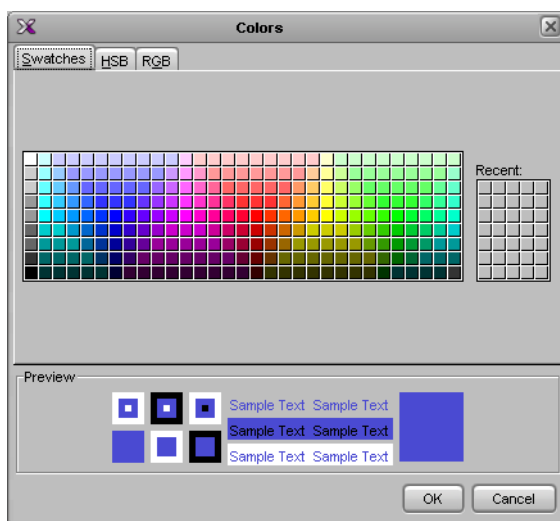 Colors
Swatches HSB RGB
Recent:
Preview
Sample Text Sample Text
Sample Text Sample Text
Sample Text Sample Text
OK Cancel